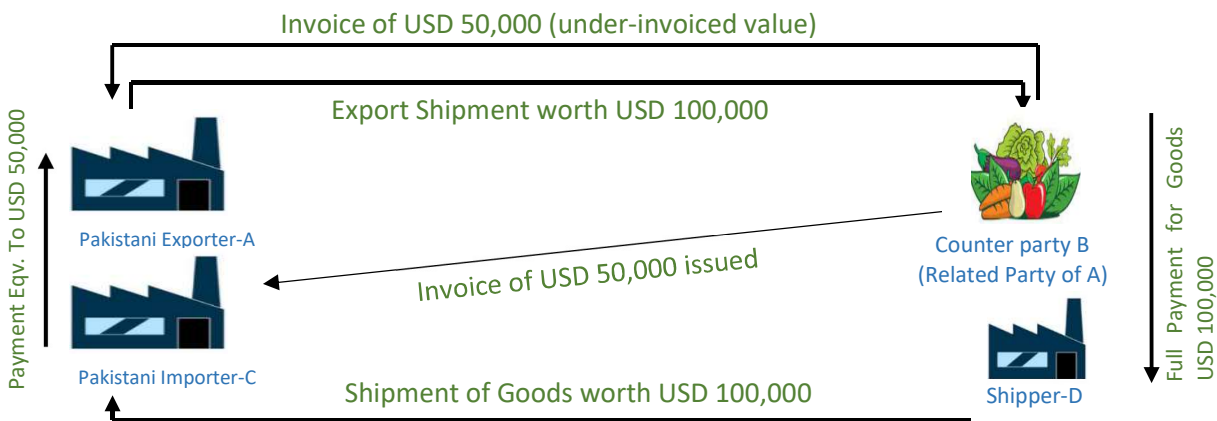 Invoice of USD 50,000 (under-invoiced value)
Export Shipment worth USD 100,000
Payment Eqv. To USD 50,000
Pakistani Exporter-A
Counter party B
(Related Party of A)
Full Payment for Goods
USD 100,000
Invoice of USD 50,000 issued
Pakistani Importer-C
Shipper-D
Shipment of Goods worth USD 100,000